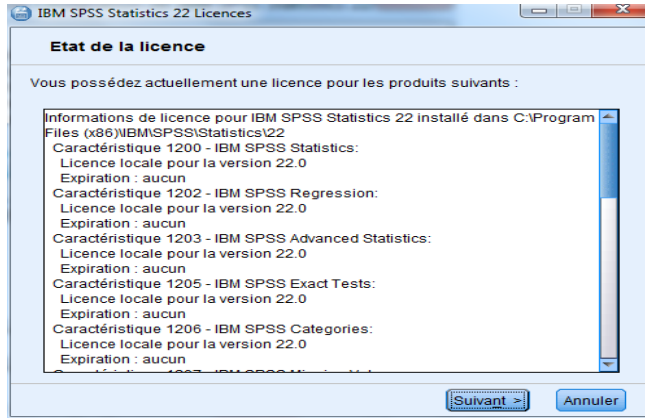 IBM SPSS Statistics 22 Licences
Etat de la licence
Vous possédez actuellement une licence pour les produits suivants :
Informations de licence pour IBM SPSS Statistics 22 installé dans C:\Program
Files (x86)\IBM\SPSS\Statistics\22
Caractéristique 1200 - IBM SPSS Statistics:
Licence locale pour la version 22.0
Expiration : aucun
Caractéristique 1202 - IBM SPSS Regression:
Licence locale pour la version 22.0
Expiration : aucun
Caractéristique 1203 - IBM SPSS Advanced Statistics:
Licence locale pour la version 22.0
Expiration : aucun
Caractéristique 1205 - IBM SPSS Exact Tests:
Licence locale pour la version 22.0
Expiration : aucun
Caractéristique 1206 - IBM SPSS Categories:
Licence locale pour la version 22.0
Expiration : aucun
Suivant >
Annuler